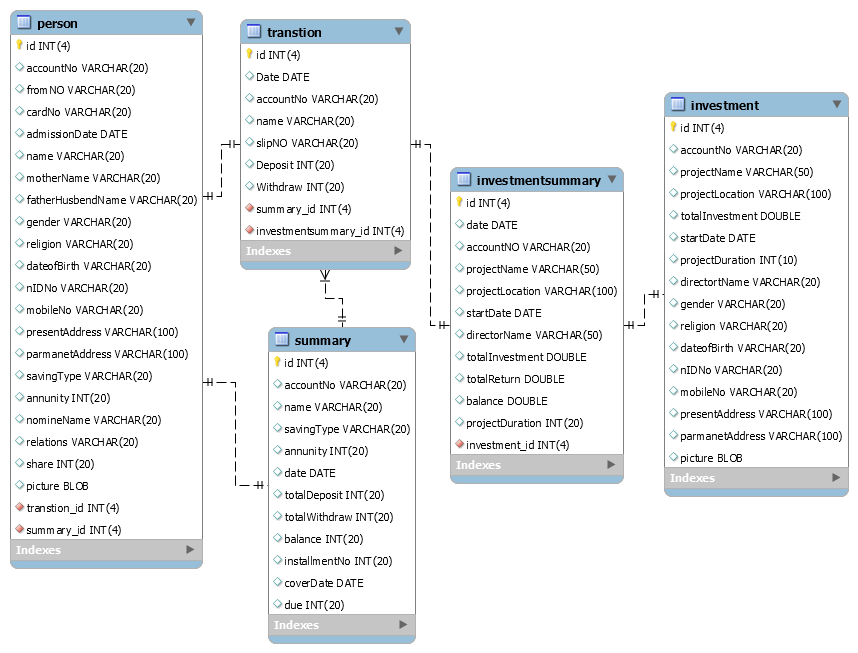 person
id INT(4)
accountNo VARCHAR(20)
fromNO VARCHAR(20)
cardNo VARCHAR(20)
admissionDate DATE
name VARCHAR(20)
motherName VARCHAR(20)
fatherHusbendName VARCHAR(20)
gender VARCHAR(20)
religion VARCHAR(20)
dateofBirth VARCHAR(20)
nIDNo VARCHAR(20)
mobileNo VARCHAR(20)
presentAddress VARCHAR(100)
parmanetAddress VARCHAR(100)
savingType VARCHAR(20)
annunity INT(20)
nomineName VARCHAR(20)
relations VARCHAR(20)
share INT(20)
picture BLOB
transtion_id INT(4)
summary_id INT(4)
Indexes
transtion
id INT(4)
Date DATE
accountNo VARCHAR(20)
name VARCHAR(20)
slipNO VARCHAR(20)
Deposit INT(20)
Withdraw INT(20)
summary_id INT(4)
investmentsummary_id INT(4)
Indexes
summary
id INT(4)
accountNo VARCHAR(20)
name VARCHAR(20)
savingType VARCHAR(20)
annunity INT(20)
date DATE
totalDeposit INT(20)
totalWithdraw INT(20)
balance INT(20)
installmentNo INT(20)
coverDate DATE
due INT(20)
Indexes
investmentsummary
id INT(4)
date DATE
accountNO VARCHAR(20)
projectName VARCHAR(50)
projectLocation VARCHAR(100)
startDate DATE
directorName VARCHAR(50)
totalInvestment DOUBLE
totalReturn DOUBLE
balance DOUBLE
projectDuration INT(20)
investment_id INT(4)
Indexes
investment
id INT(4)
accountNo VARCHAR(20)
projectName VARCHAR(50)
projectLocation VARCHAR(100)
totalInvestment DOUBLE
startDate DATE
projectDuration INT(10)
directortName VARCHAR(20)
gender VARCHAR(20)
religion VARCHAR(20)
dateofBirth VARCHAR(20)
nIDNo VARCHAR(20)
mobileNo VARCHAR(20)
presentAddress VARCHAR(100)
parmanetAddress VARCHAR(100)
picture BLOB
Indexes